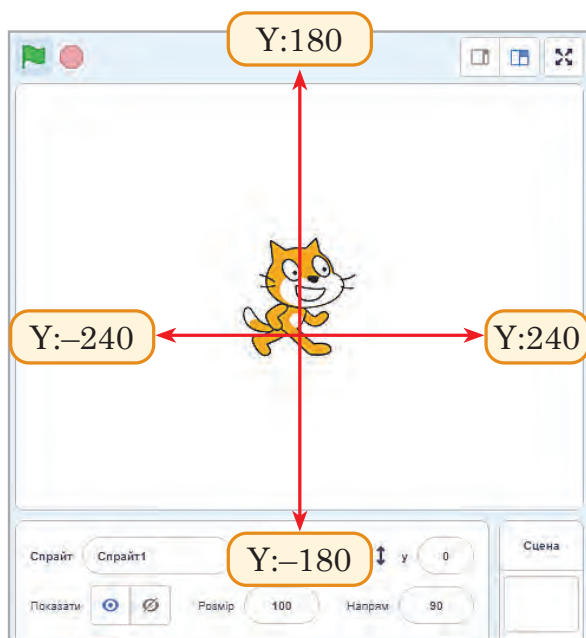 Y:180
Y:–240
Y:240
Y:–180
Спрайт Спрайт1 y 0
Показати Розмір 100 Напрям 90
Сцена